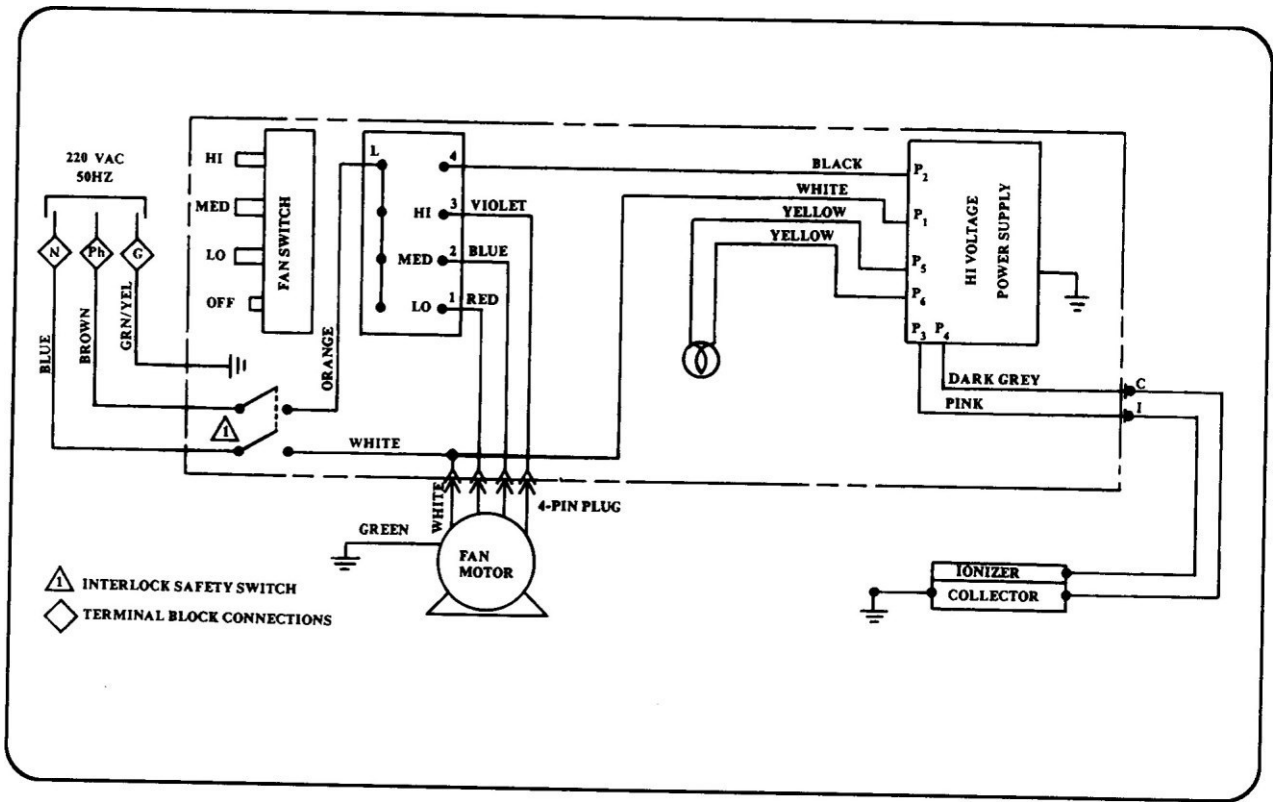 220 VAC
50HZ
N
Ph
G
BLUE
BROWN
GRN/YEL
HI
MED
LO
OFF
FAN SWITCH
ORANGE
L
4
HI 3 VIOLET
MED 2 BLUE
LO 1 RED
BLACK
WHITE
YELLOW
YELLOW
P2
P1
P5
P6
P3 P4
HI VOLTAGE
POWER SUPPLY
DARK GREY
C
PINK
I
1
WHITE
WHITE
4-PIN PLUG
GREEN
FAN
MOTOR
IONIZER
COLLECTOR
1 INTERLOCK SAFETY SWITCH
TERMINAL BLOCK CONNECTIONS